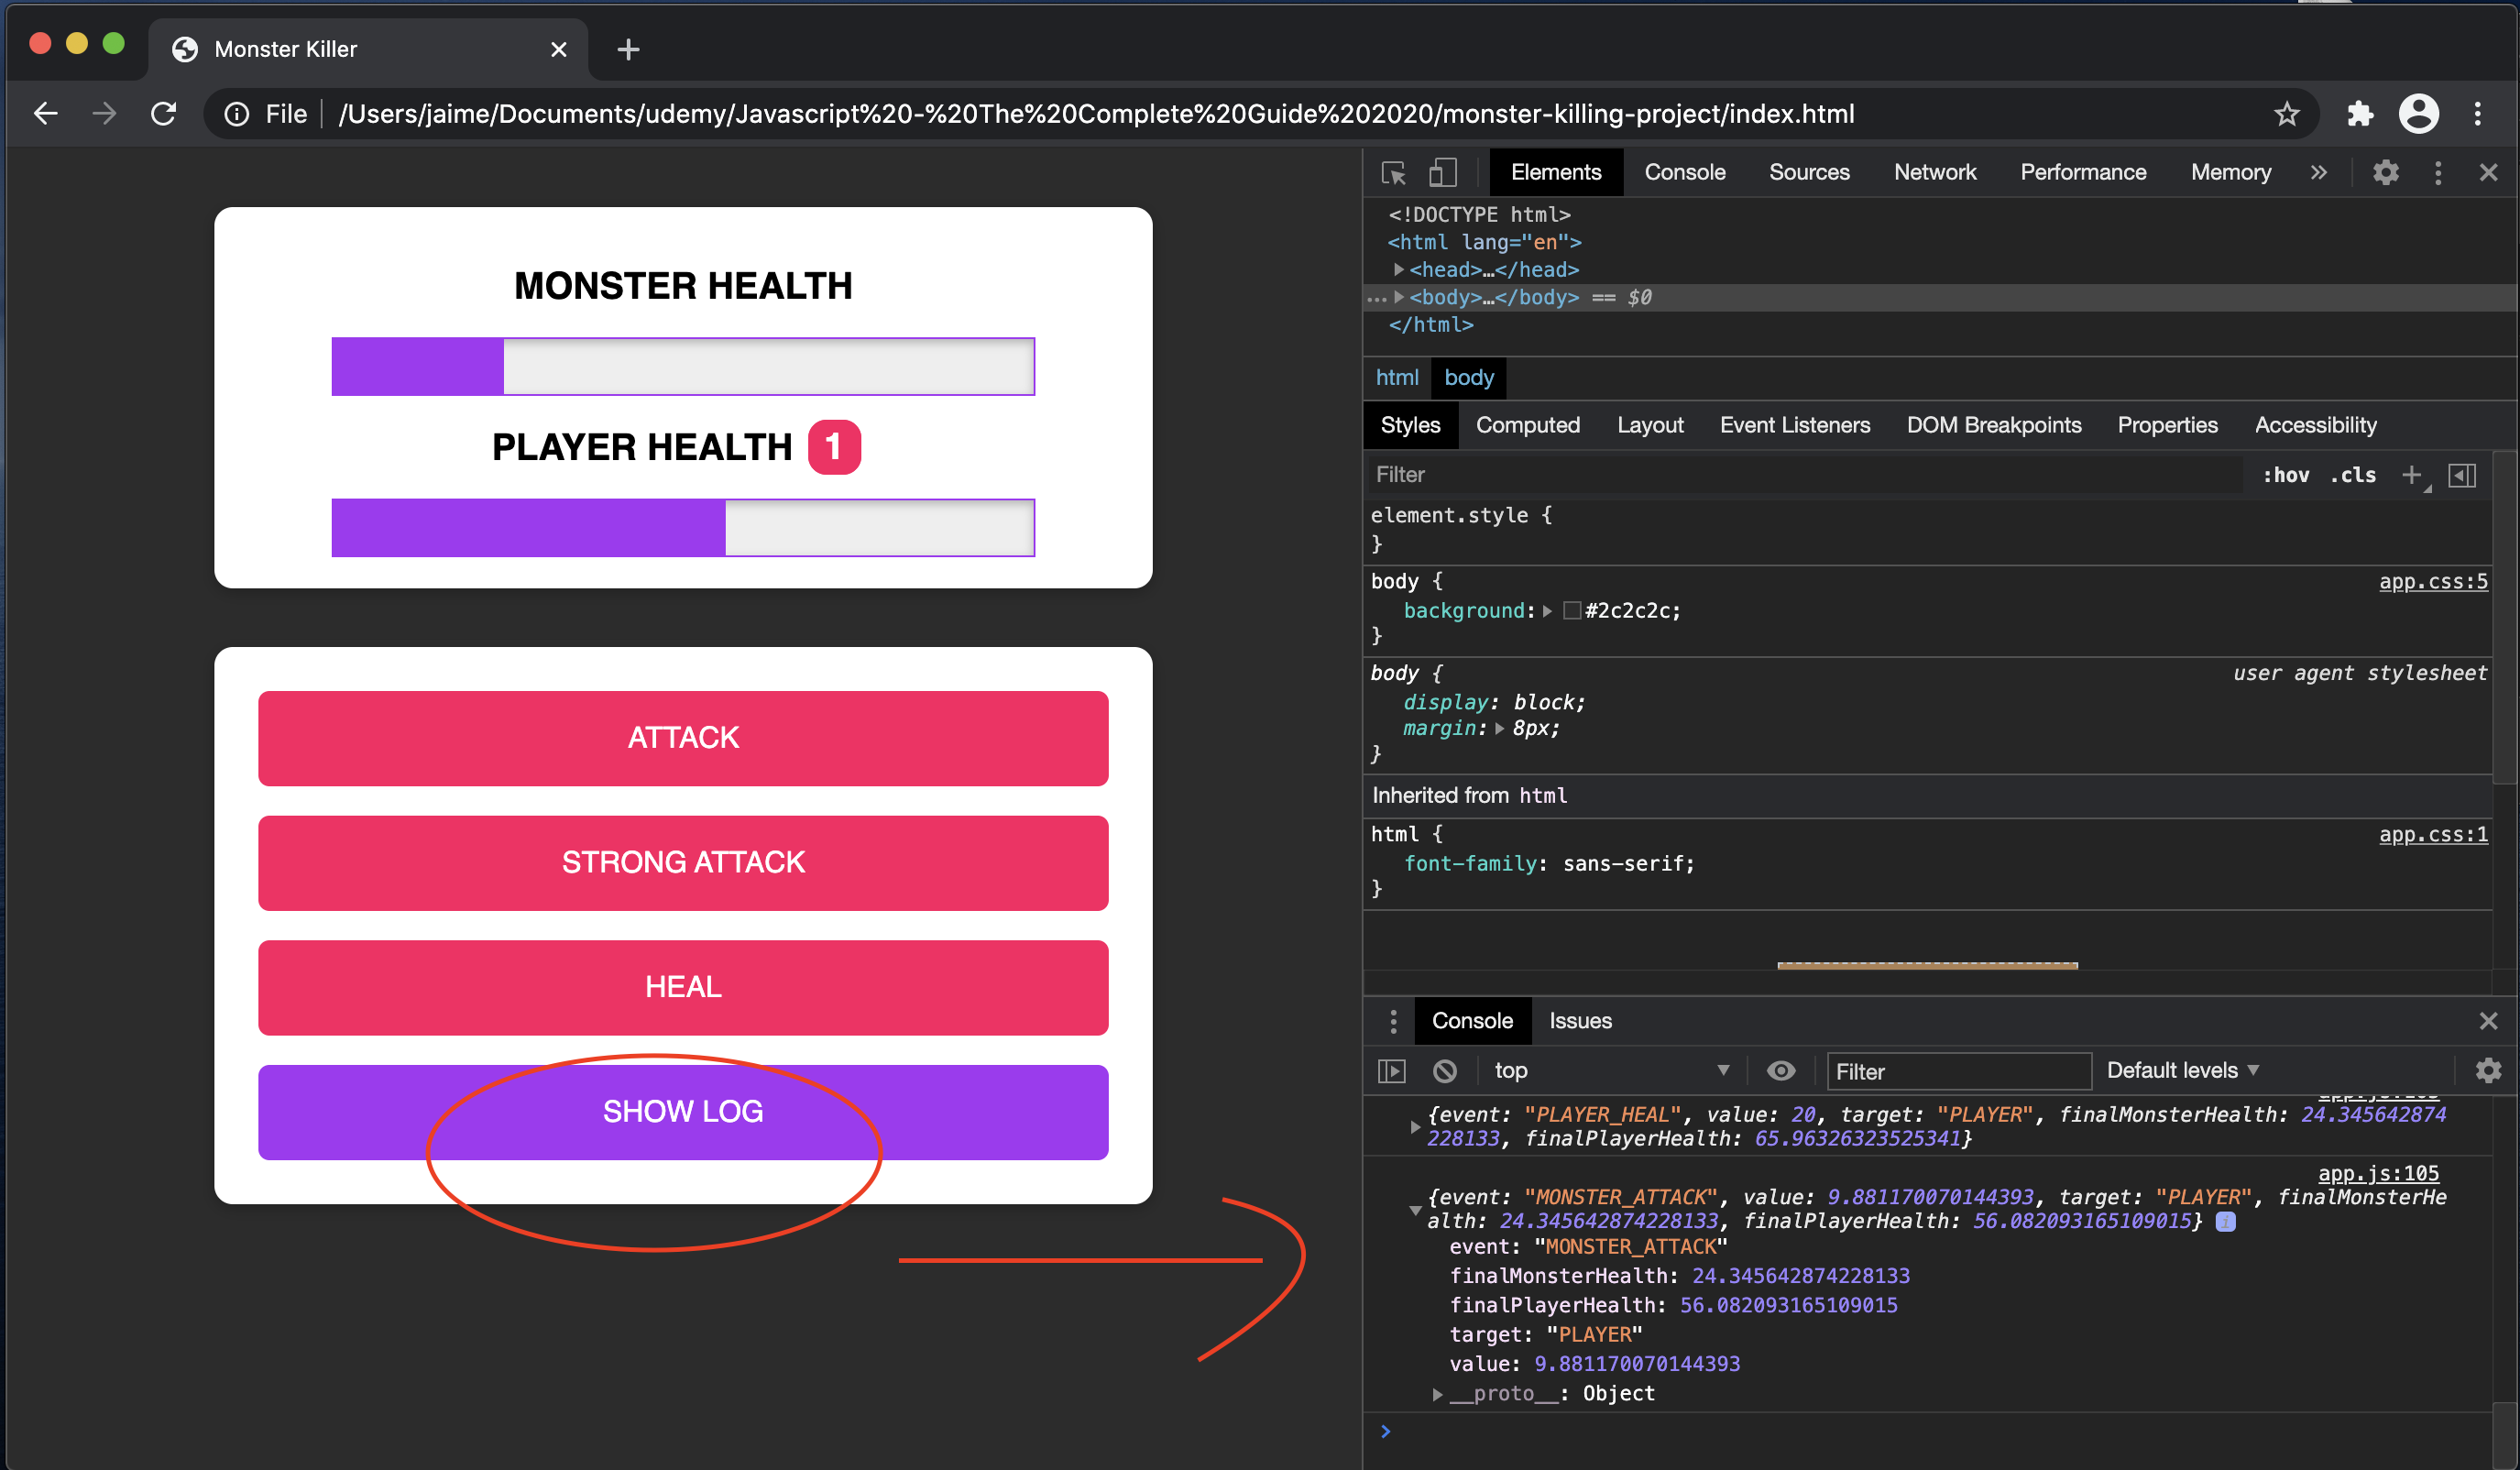 Monster Killer
File /Users/jaime/Documents/udemy/Javascript%20-%20The%20Complete%20Guide%202020/monster-killing-project/index.html
MONSTER HEALTH
PLAYER HEALTH 1
ATTACK
STRONG ATTACK
HEAL
SHOW LOG
Elements Console Sources Network Performance Memory »
<!DOCTYPE html>
<html lang="en">
<head>…</head>
… <body>…</body> == $0
</html>
html body
Styles Computed Layout Event Listeners DOM Breakpoints Properties Accessibility
Filter :hov .cls +
element.style {
}
body { app.css:5
background: #2c2c2c;
}
body { user agent stylesheet
display: block;
margin: 8px;
}
Inherited from html
html { app.css:1
font-family: sans-serif;
}
Console Issues
top Filter Default levels
{event: "PLAYER_HEAL", value: 20, target: "PLAYER", finalMonsterHealth: 24.345642874
228133, finalPlayerHealth: 65.96326323525341}
app.js:105
{event: "MONSTER_ATTACK", value: 9.881170070144393, target: "PLAYER", finalMonsterHe
alth: 24.345642874228133, finalPlayerHealth: 56.082093165109015} i
event: "MONSTER_ATTACK"
finalMonsterHealth: 24.345642874228133
finalPlayerHealth: 56.082093165109015
target: "PLAYER"
value: 9.881170070144393
__proto__: Object